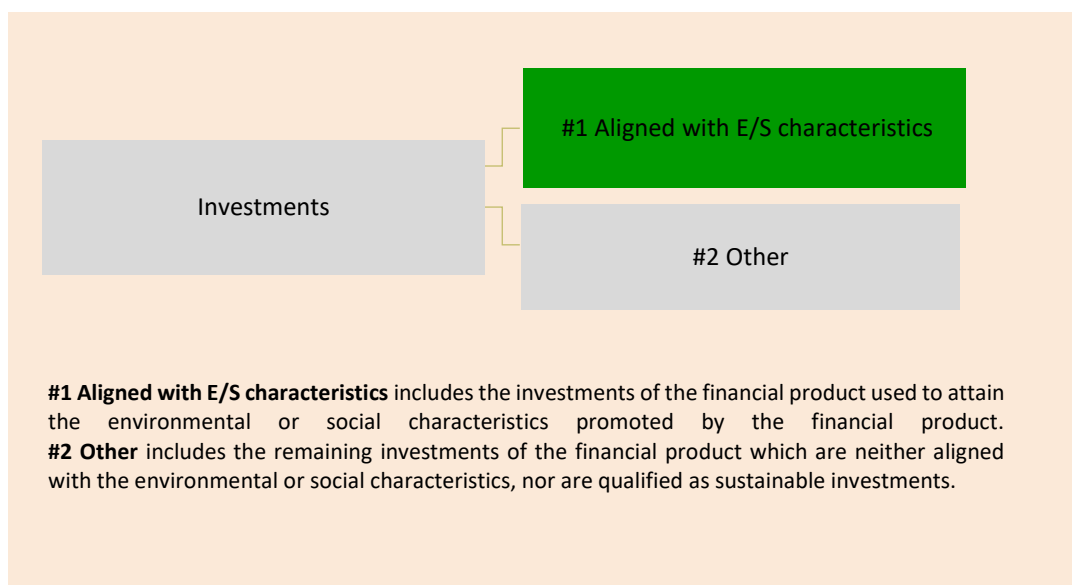 #1 Aligned with E/S characteristics
Investments
#2 Other
#1 Aligned with E/S characteristics includes the investments of the financial product used to attain
the environmental or social characteristics promoted by the financial product.
#2 Other includes the remaining investments of the financial product which are neither aligned
with the environmental or social characteristics, nor are qualified as sustainable investments.